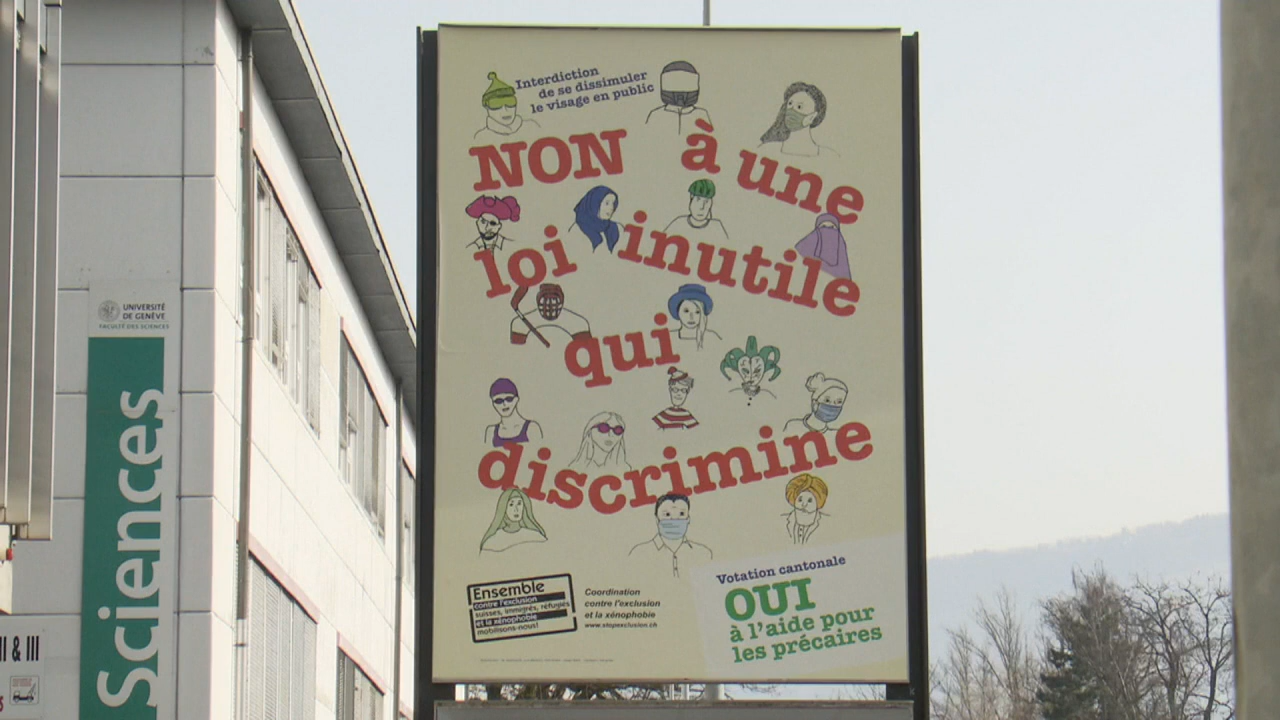 Interdiction
de se dissimuler
le visage en public
NON à une
loi inutile
qui
discrimine
Ensemble
contre l'exclusion
suisses, immigrés, réfugiés
et la xénophobie
mobilisons-nous!
Coordination
contre l'exclusion
et la xénophobie
www.stopexclusion.ch
Votation cantonale
OUI
à l'aide pour
les précaires
UNIVERSITÉ
DE GENÈVE
FACULTÉ DES SCIENCES
Sciences
II & III